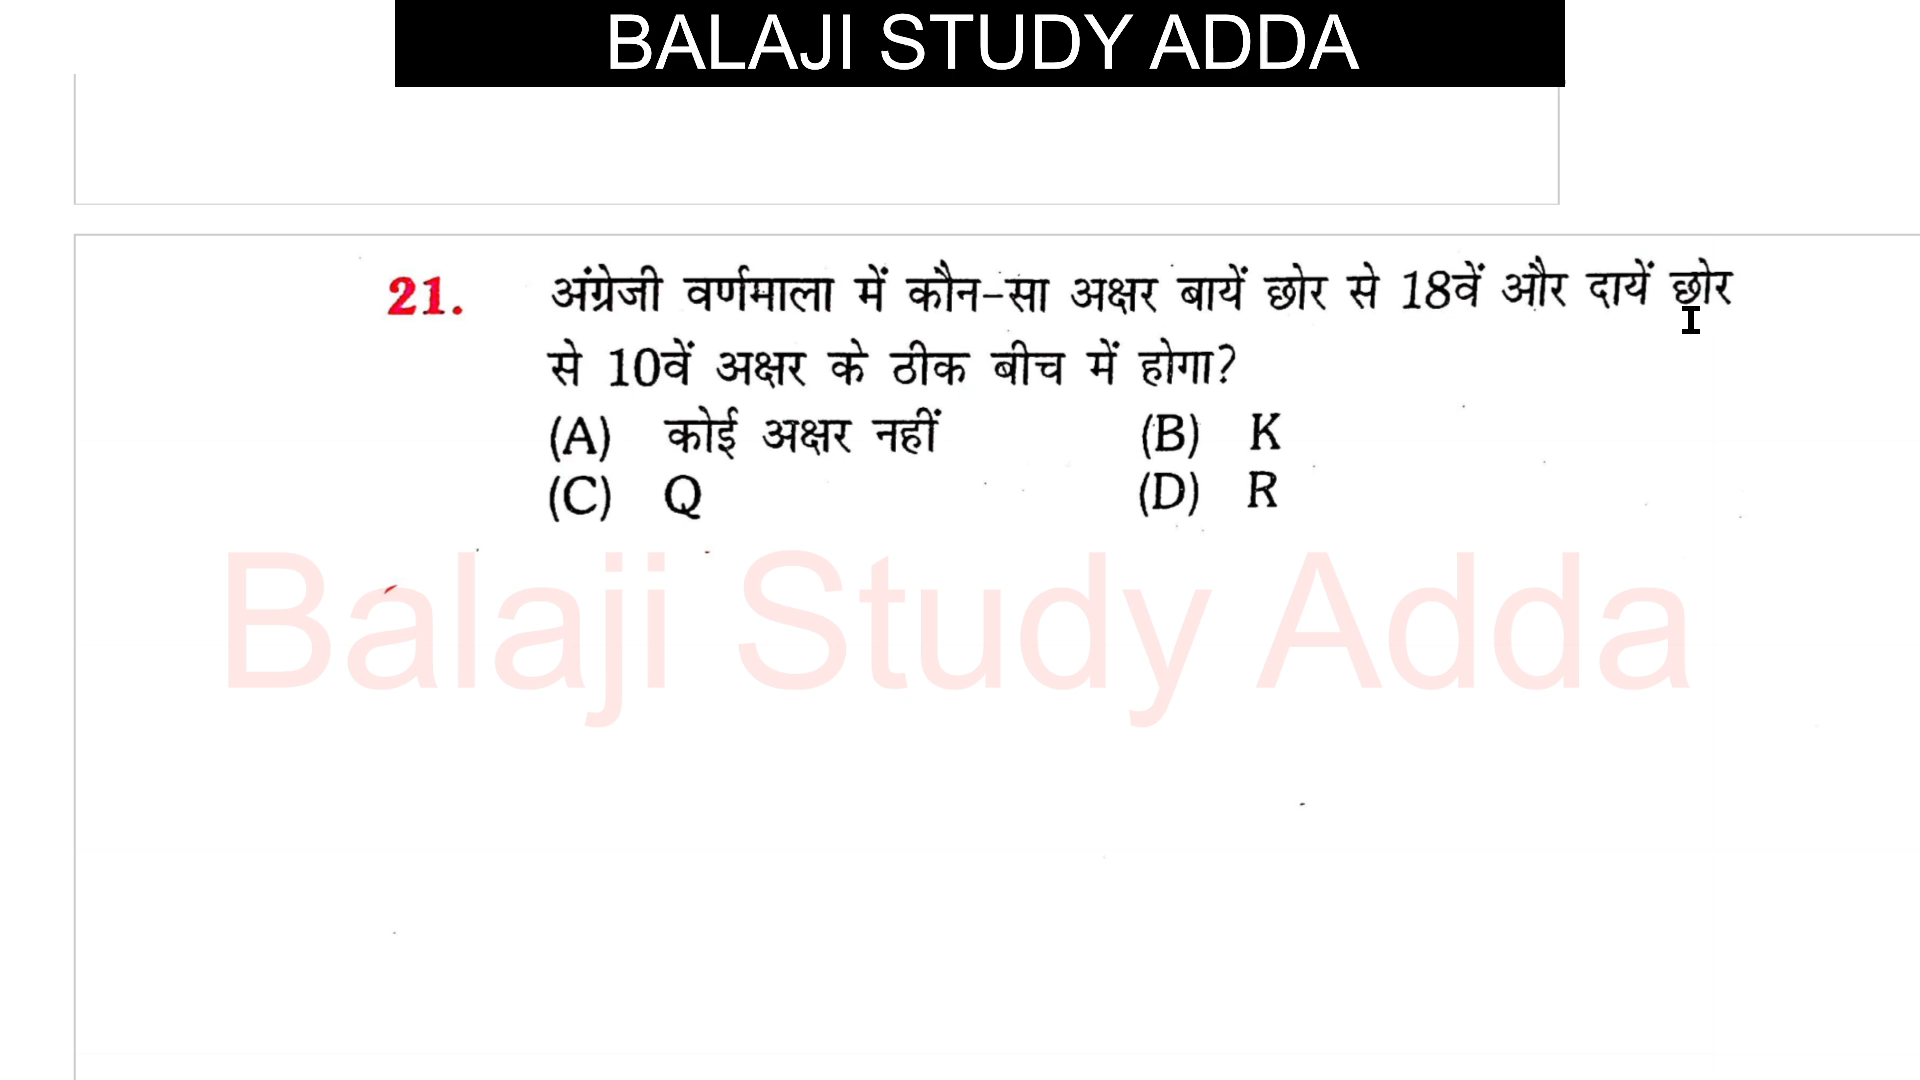 BALAJI STUDY ADDA
21. अंग्रेजी वर्णमाला में कौन-सा अक्षर बायें छोर से 18वें और दायें छोर
से 10वें अक्षर के ठीक बीच में होगा?
(A) कोई अक्षर नहीं (B) K
(C) Q (D) R
Balaji Study Adda